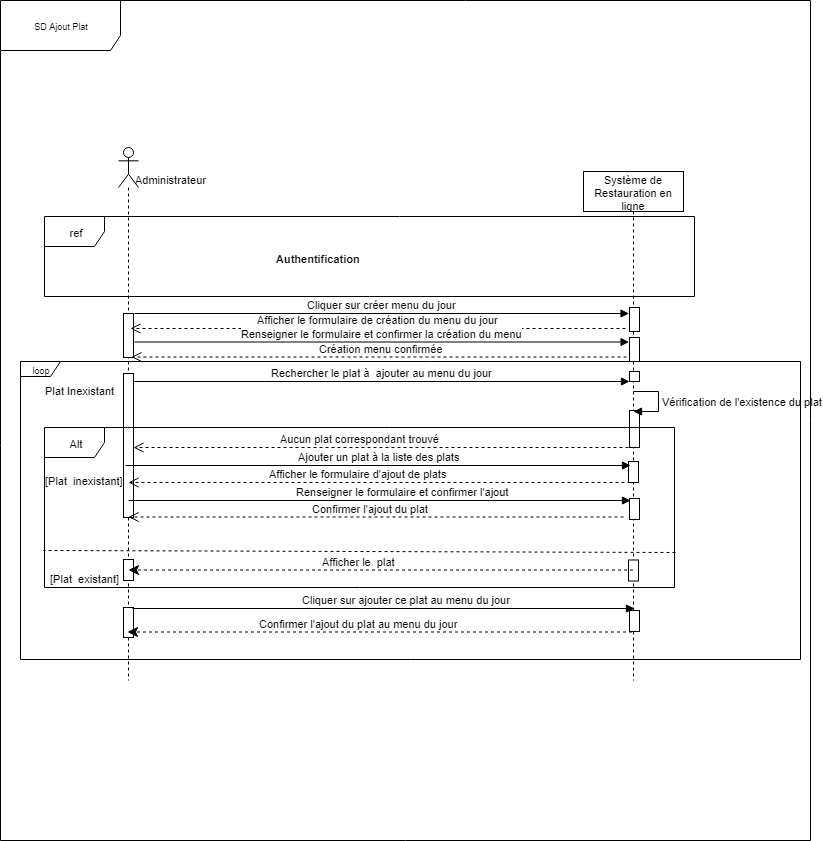 SD Ajout Plat
Administrateur
Système de
Restauration en
ligne
ref
Authentification
Cliquer sur créer menu du jour
Afficher le formulaire de création du menu du jour
Renseigner le formulaire et confirmer la création du menu
Création menu confirmée
loop
Rechercher le plat à ajouter au menu du jour
Plat Inexistant
Vérification de l'existence du plat
Alt
Aucun plat correspondant trouvé
Ajouter un plat à la liste des plats
Afficher le formulaire d'ajout de plats
[Plat inexistant]
Renseigner le formulaire et confirmer l'ajout
Confirmer l'ajout du plat
Afficher le plat
[Plat existant]
Cliquer sur ajouter ce plat au menu du jour
Confirmer l'ajout du plat au menu du jour